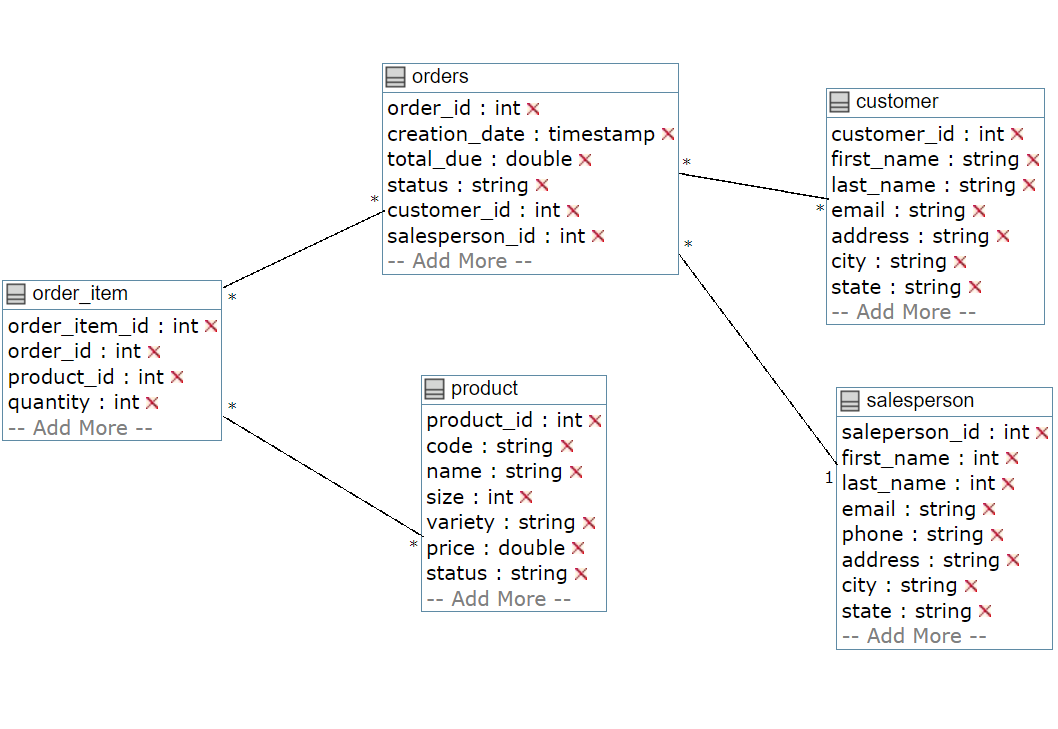 orders
order_id : int
creation_date : timestamp
total_due : double
status : string
customer_id : int
salesperson_id : int
-- Add More --
*
*
*
*
customer
customer_id : int
first_name : string
last_name : string
email : string
address : string
city : string
state : string
-- Add More --
order_item
order_item_id : int
order_id : int
product_id : int
quantity : int
-- Add More --
*
*
*
product
product_id : int
code : string
name : string
size : int
variety : string
price : double
status : string
-- Add More --
1
salesperson
saleperson_id : int
first_name : int
last_name : int
email : string
phone : string
address : string
city : string
state : string
-- Add More --